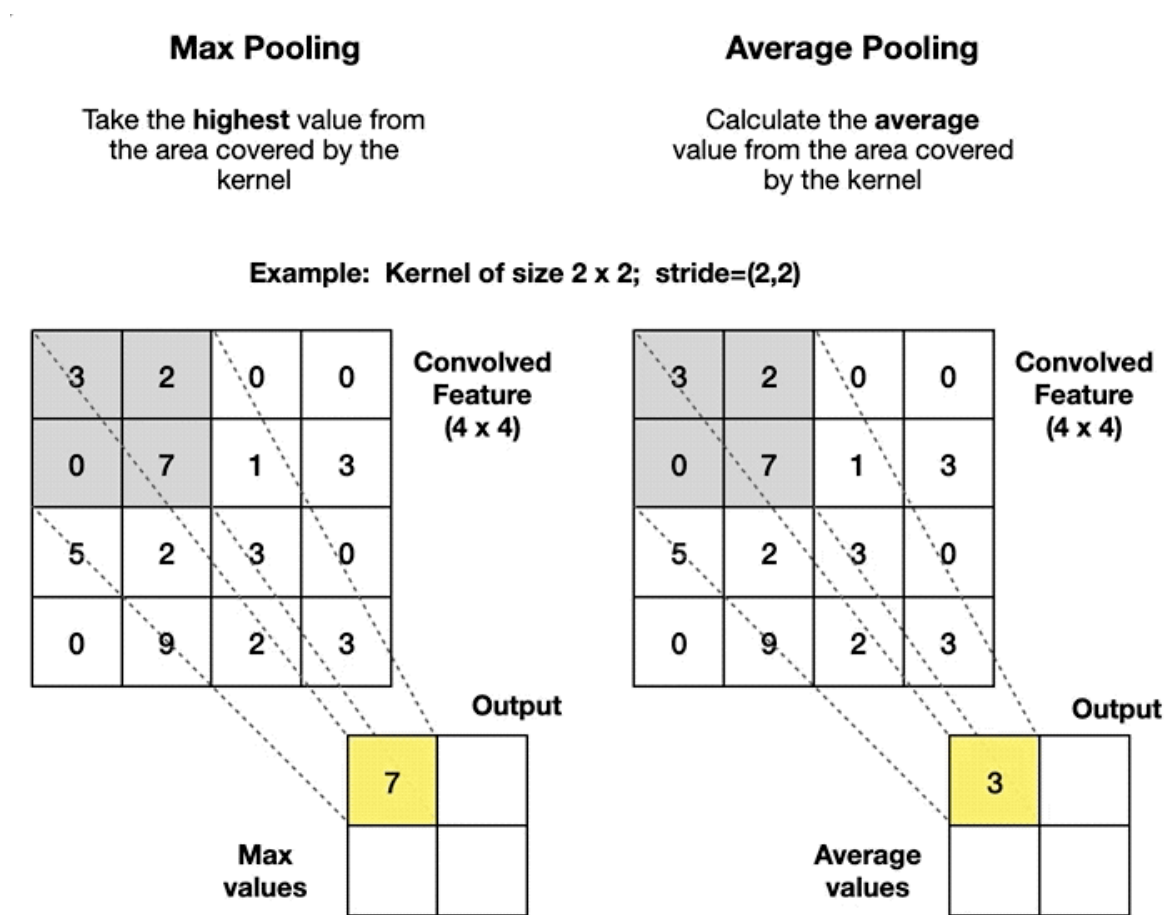 Max Pooling
Take the highest value from
the area covered by the
kernel
Average Pooling
Calculate the average
value from the area covered
by the kernel
Example: Kernel of size 2 x 2; stride=(2,2)
3 2 0 0
0 7 1 3
5 2 3 0
0 9 2 3
Convolved
Feature
(4 x 4)
Output
7
Max
values
3 2 0 0
0 7 1 3
5 2 3 0
0 9 2 3
Convolved
Feature
(4 x 4)
Output
3
Average
values